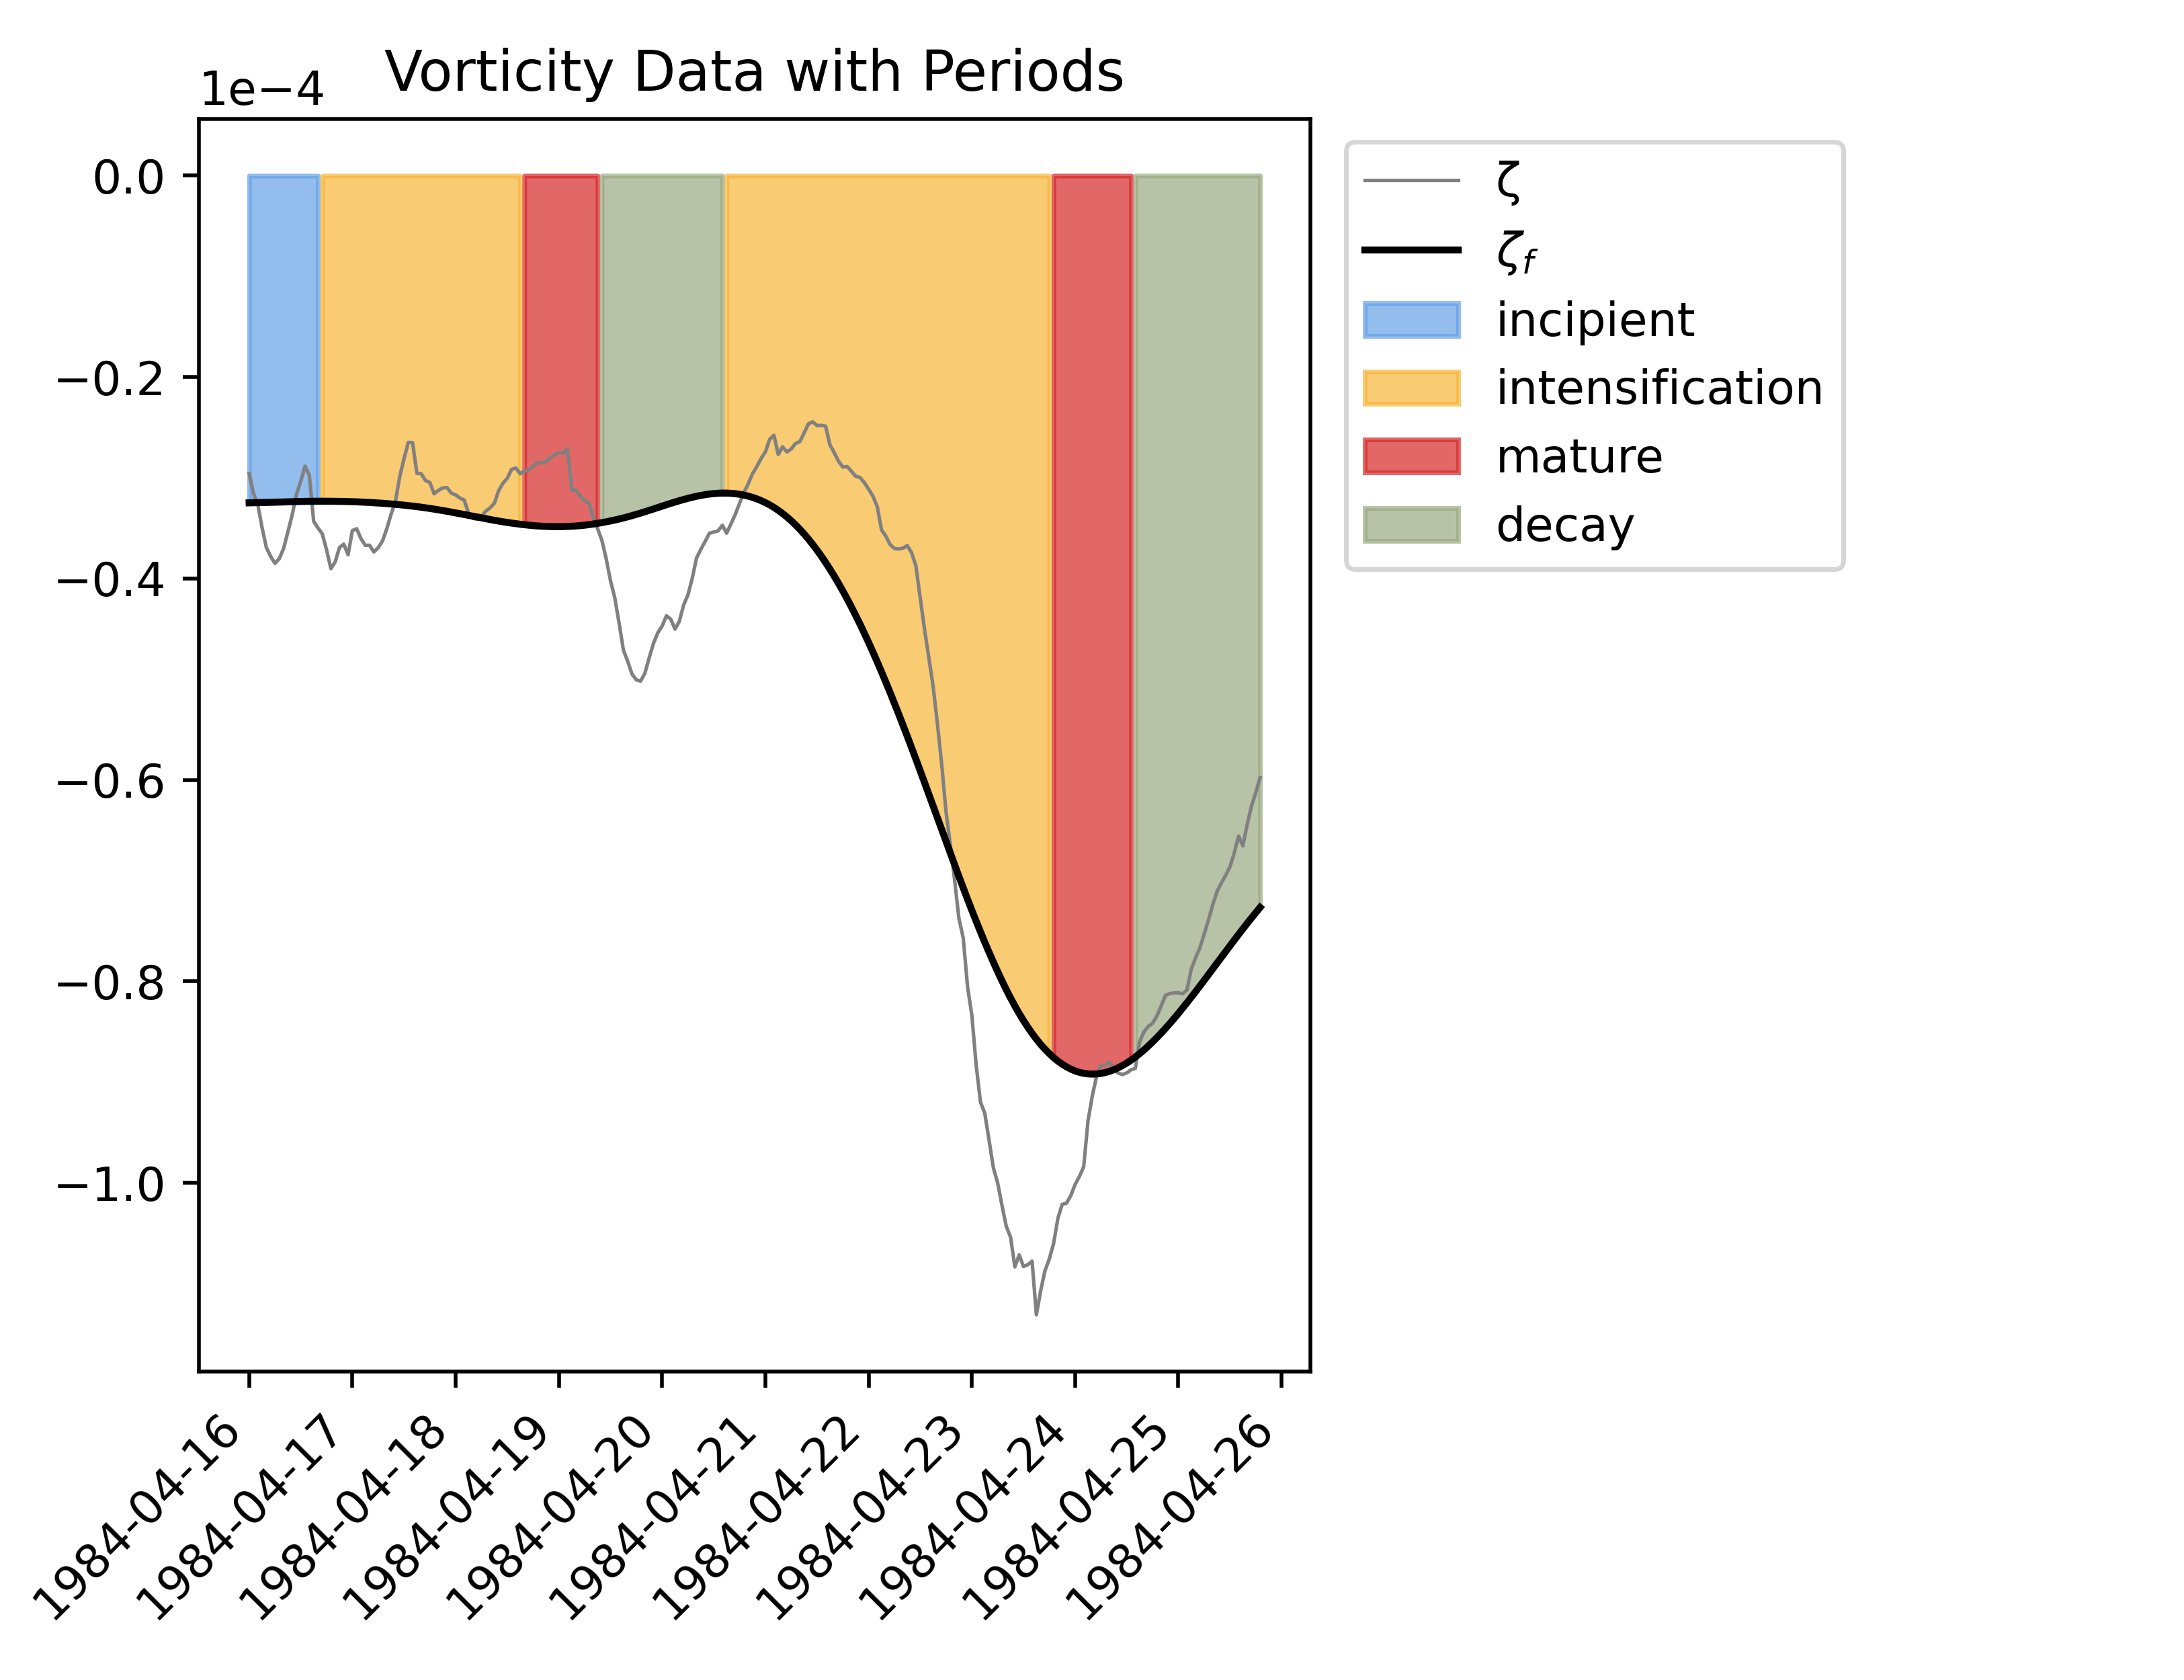 Vorticity Data with Periods
1e−4
0.0
−0.2
−0.4
−0.6
−0.8
−1.0
1984-04-16
1984-04-17
1984-04-18
1984-04-19
1984-04-20
1984-04-21
1984-04-22
1984-04-23
1984-04-24
1984-04-25
1984-04-26
ζ
ζf
incipient
intensification
mature
decay